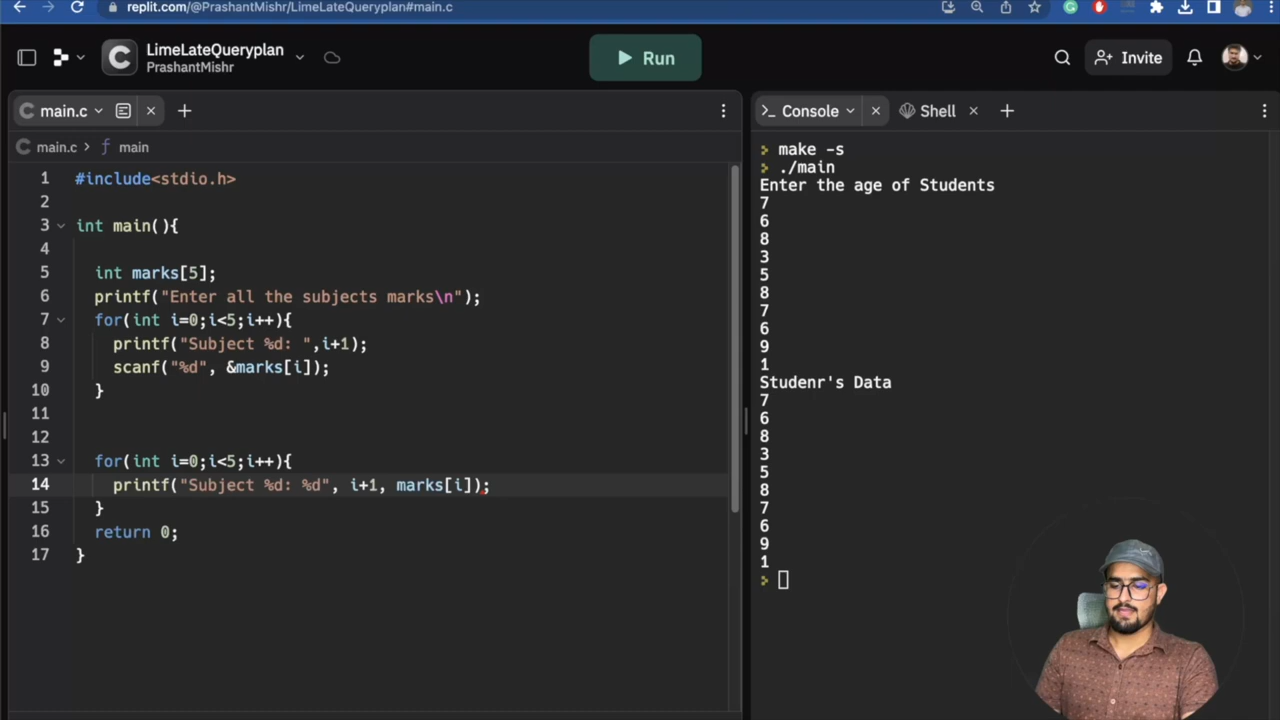 replit.com/@PrashantMishr/LimeLateQueryplan#main.c
LimeLateQueryplan
PrashantMishr
Run
Invite
main.c
Console
Shell
main.c > ƒ main
1 #include<stdio.h>
2
3 int main(){
4
5 int marks[5];
6 printf("Enter all the subjects marks\n");
7 for(int i=0;i<5;i++){
8 printf("Subject %d: ",i+1);
9 scanf("%d", &marks[i]);
10 }
11
12
13 for(int i=0;i<5;i++){
14 printf("Subject %d: %d", i+1, marks[i]);
15 }
16 return 0;
17 }
make -s
./main
Enter the age of Students
7
6
8
3
5
8
7
6
9
1
Studenr's Data
7
6
8
3
5
8
7
6
9
1